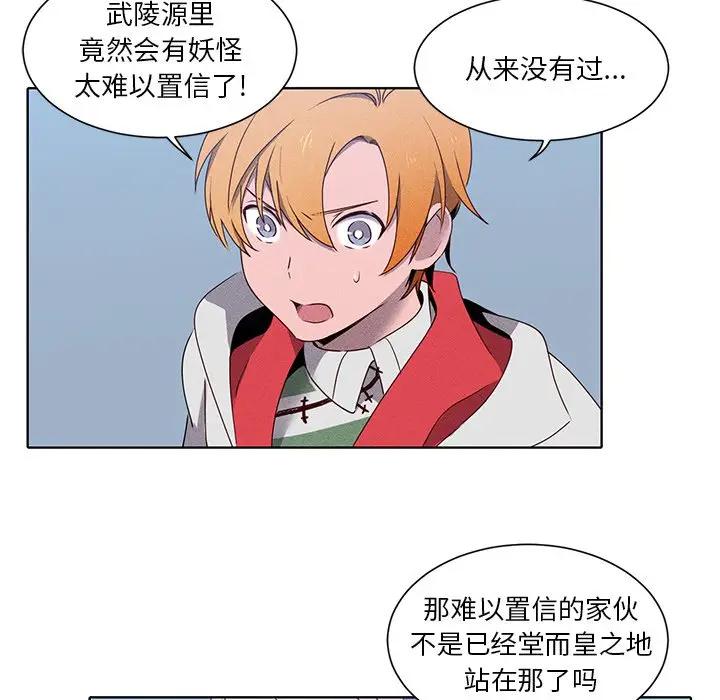 武陵源里
竟然会有妖怪
太难以置信了!
从来没有过...
那难以置信的家伙
不是已经堂而皇之地
站在那了吗